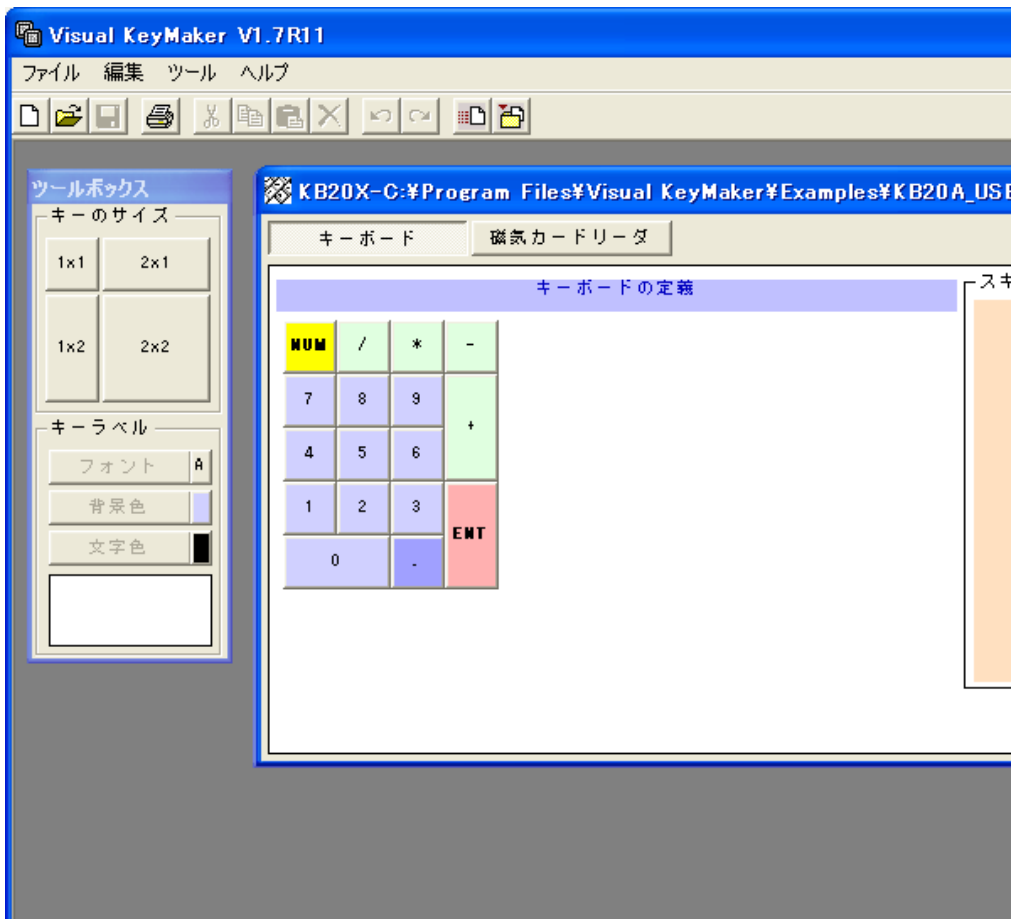 Visual KeyMaker V1.7R11
ファイル 編集 ツール ヘルプ
ツールボックス
キーのサイズ
1x1 2x1
1x2 2x2
キーラベル
フォント A
背景色
文字色
KB20X-C:¥Program Files¥Visual KeyMaker¥Examples¥KB20A_USB
キーボード 磁気カードリーダ
キーボードの定義
スキ
NUM / * -
7 8 9 +
4 5 6
1 2 3 ENT
0 .